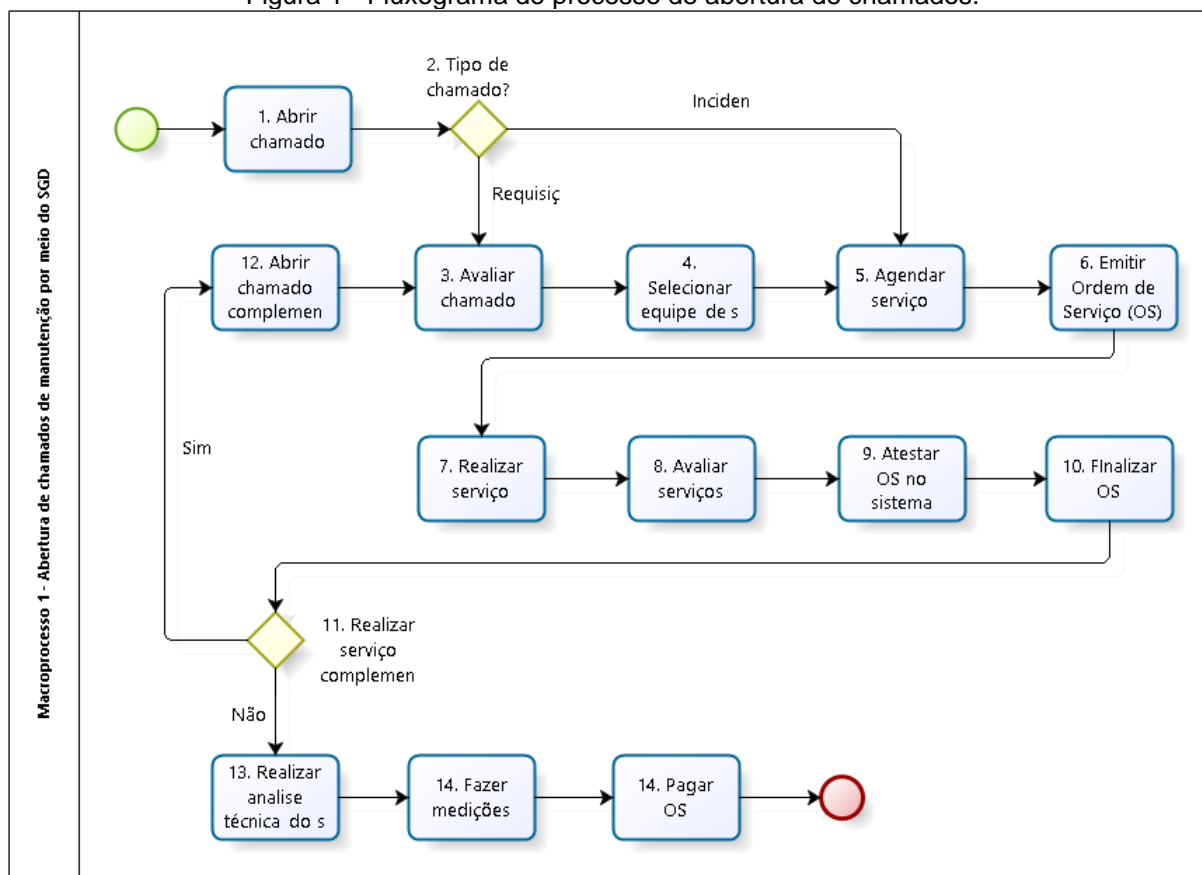 Macroprocesso 1 - Abertura de chamados de manutenção por meio do SGD
1. Abrir
chamado
2. Tipo de
chamado?
Inciden
Requisiç
12. Abrir
chamado
complemen
3. Avaliar
chamado
4.
Selecionar
equipe de s
5. Agendar
serviço
6. Emitir
Ordem de
Serviço (OS)
Sim
7. Realizar
serviço
8. Avaliar
serviços
9. Atestar
OS no
sistema
10. FInalizar
OS
11. Realizar
serviço
complemen
Não
13. Realizar
analise
técnica do s
14. Fazer
medições
14. Pagar
OS